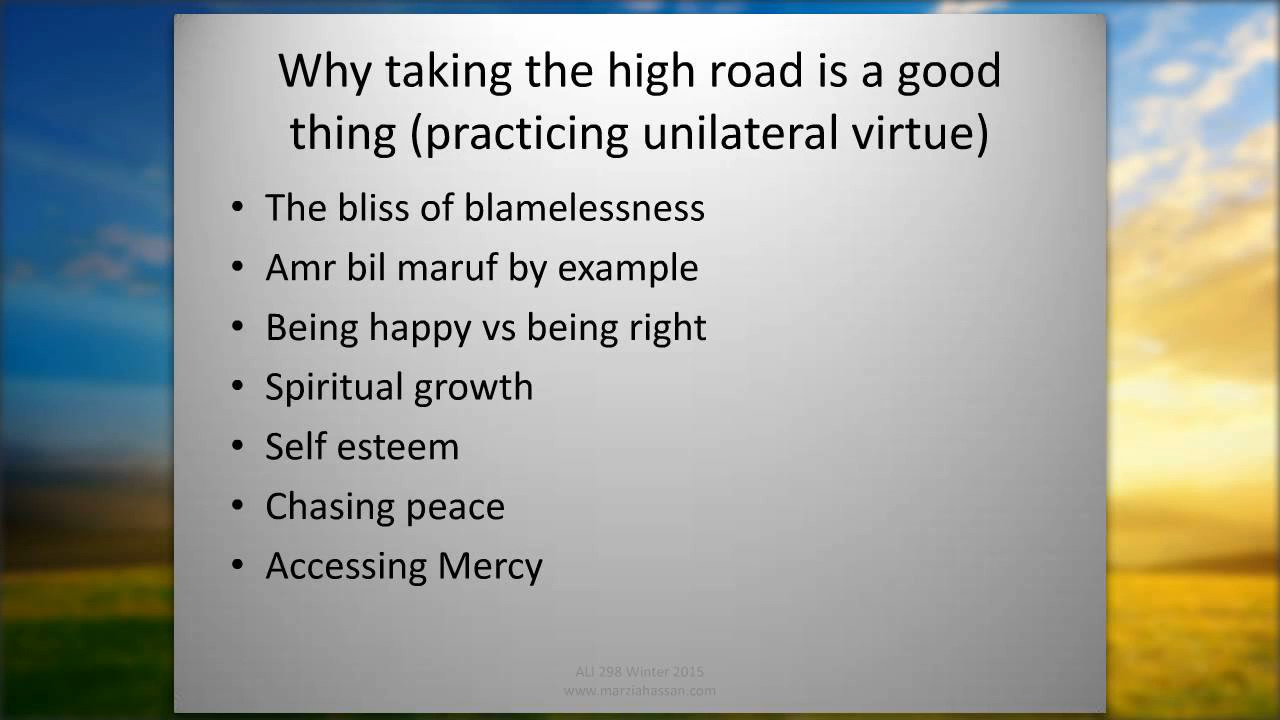 Why taking the high road is a good
thing (practicing unilateral virtue)
• The bliss of blamelessness
• Amr bil maruf by example
• Being happy vs being right
• Spiritual growth
• Self esteem
• Chasing peace
• Accessing Mercy
ALI 298 Winter 2015
www.marziahassan.com